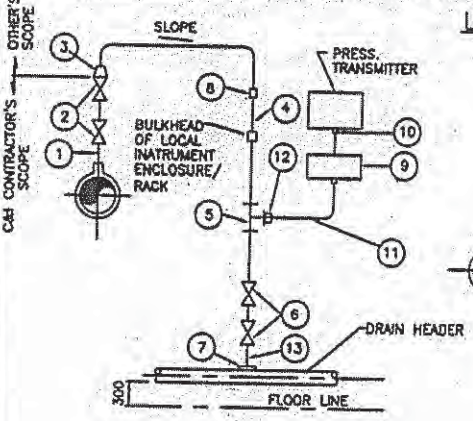 OTHER'S
SCOPE
C&I CONTRACTOR'S
SCOPE
SLOPE
3
2
1
8
4
BULKHEAD
OF LOCAL
INATRUMENT
ENCLOSURE/
RACK
PRESS.
TRANSMITTER
10
9
12
5
11
6
7
13
DRAIN HEADER
300
FLOOR LINE